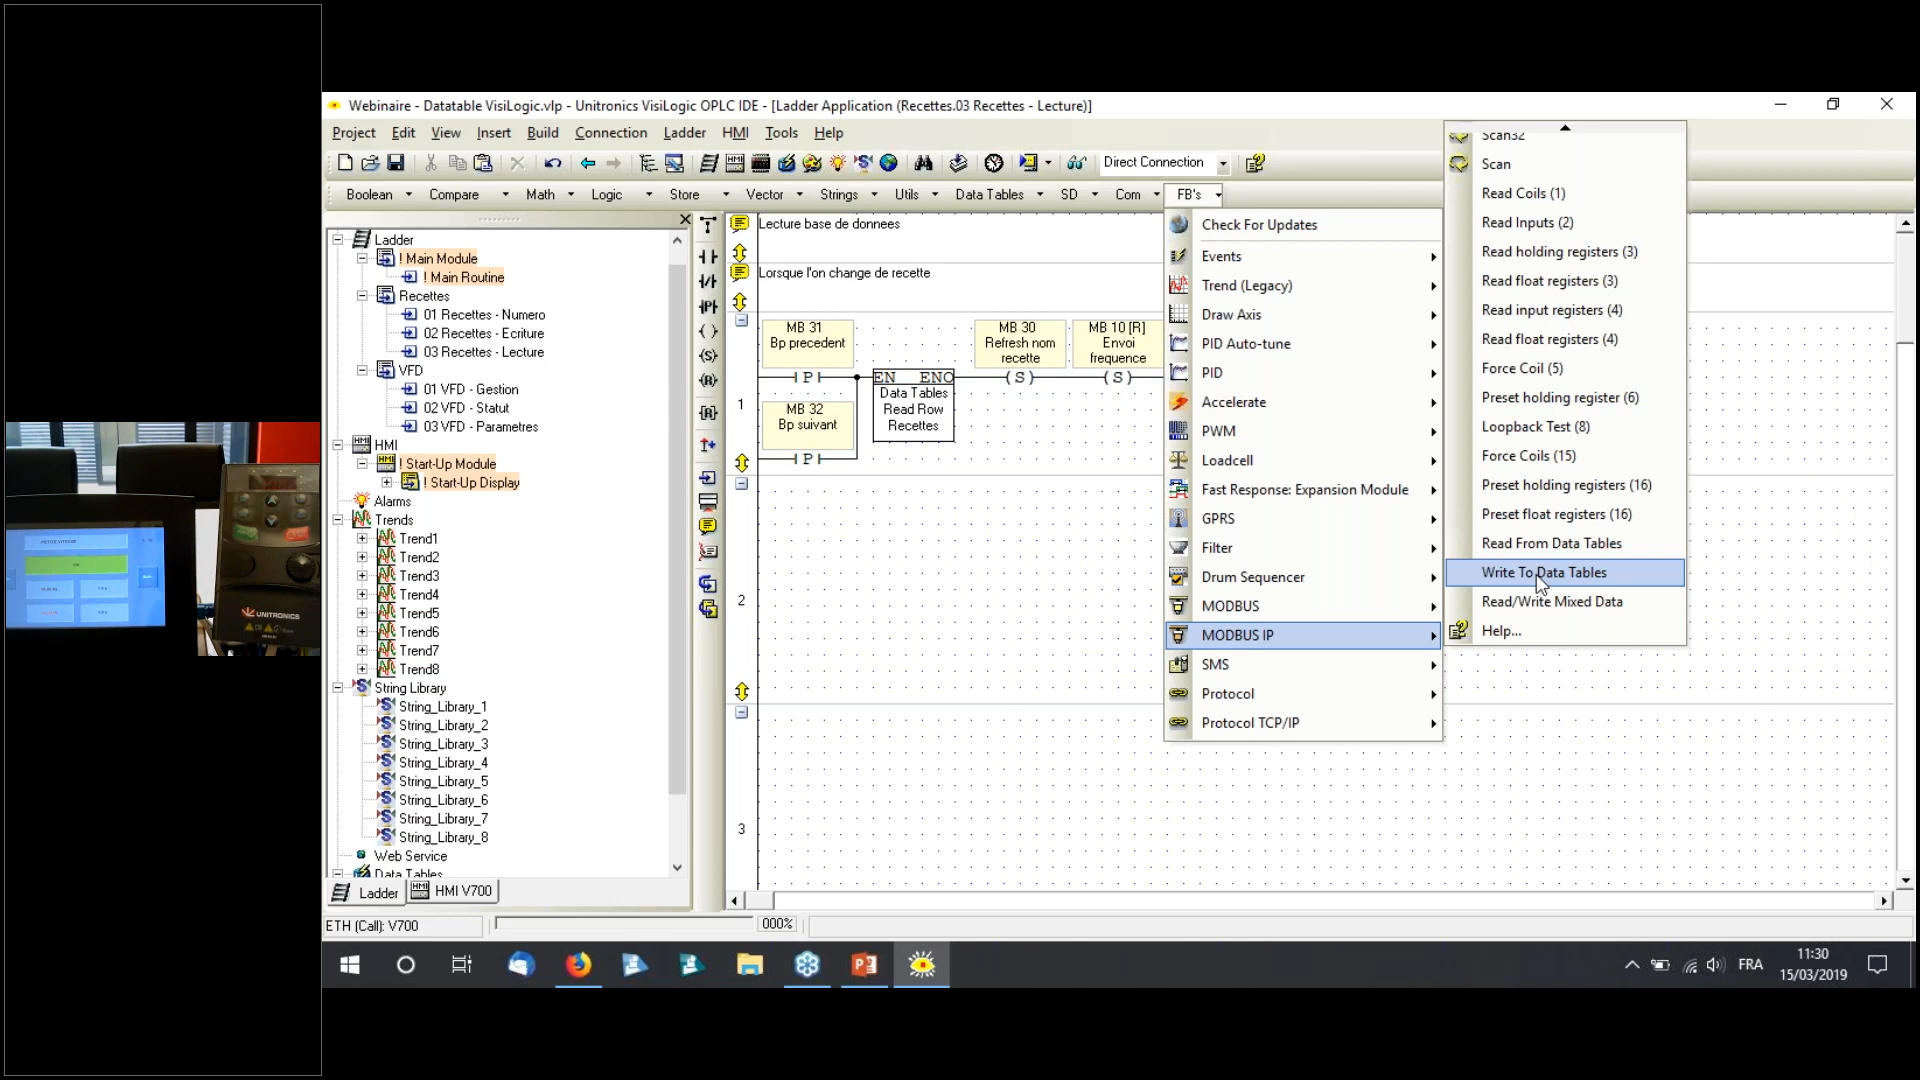 Webinaire - Datatable VisiLogic.vlp - Unitronics VisiLogic OPLC IDE - [Ladder Application (Recettes.03 Recettes - Lecture)]
Project Edit View Insert Build Connection Ladder HMI Tools Help
Direct Connection
Boolean Compare Math Logic Store Vector Strings Utils Data Tables SD Com FB's
Ladder
! Main Module
! Main Routine
Recettes
01 Recettes - Numero
02 Recettes - Ecriture
03 Recettes - Lecture
VFD
01 VFD - Gestion
02 VFD - Statut
03 VFD - Parametres
HMI
! Start-Up Module
! Start-Up Display
Alarms
Trends
Trend1
Trend2
Trend3
Trend4
Trend5
Trend6
Trend7
Trend8
String Library
String_Library_1
String_Library_2
String_Library_3
String_Library_4
String_Library_5
String_Library_6
String_Library_7
String_Library_8
Web Service
Data Tables
Ladder HMI V700
Lecture base de donnees
Lorsque l'on change de recette
1
MB 31
Bp precedent
P
MB 32
Bp suivant
P
EN ENO
Data Tables
Read Row
Recettes
MB 30
Refresh nom
recette
S
MB 10 [R]
Envoi
frequence
S
2
3
Check For Updates
Events
Trend (Legacy)
Draw Axis
PID Auto-tune
PID
Accelerate
PWM
Loadcell
Fast Response: Expansion Module
GPRS
Filter
Drum Sequencer
MODBUS
MODBUS IP
SMS
Protocol
Protocol TCP/IP
Scan32
Scan
Read Coils (1)
Read Inputs (2)
Read holding registers (3)
Read float registers (3)
Read input registers (4)
Read float registers (4)
Force Coil (5)
Preset holding register (6)
Loopback Test (8)
Force Coils (15)
Preset holding registers (16)
Preset float registers (16)
Read From Data Tables
Write To Data Tables
Read/Write Mixed Data
Help...
ETH (Call): V700
000%
UNITRONICS
FRA
11:30
15/03/2019